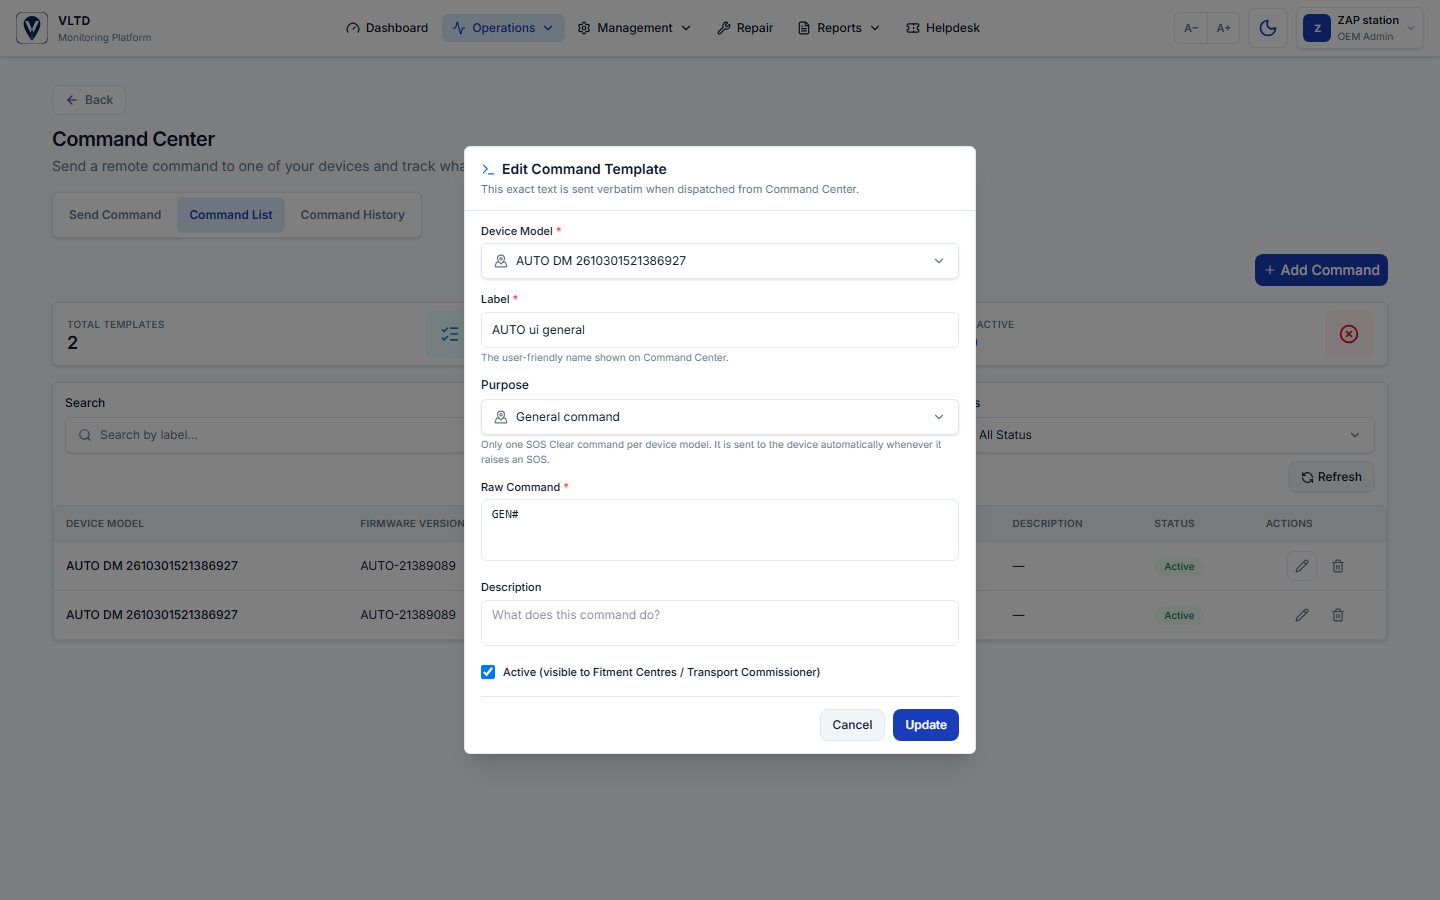 VLTD
Monitoring Platform
Dashboard
Operations
Management
Repair
Reports
Helpdesk
A−
A+
Z
ZAP station
OEM Admin
Back
Command Center
Send a remote command to one of your devices and track wha
Send Command
Command List
Command History
+ Add Command
TOTAL TEMPLATES
2
ACTIVE
Search
Search by label...
s
All Status
Refresh
DEVICE MODEL
FIRMWARE VERSION
DESCRIPTION
STATUS
ACTIONS
AUTO DM 2610301521386927
AUTO-21389089
—
Active
AUTO DM 2610301521386927
AUTO-21389089
—
Active
Edit Command Template
This exact text is sent verbatim when dispatched from Command Center.
Device Model *
AUTO DM 2610301521386927
Label *
AUTO ui general
The user-friendly name shown on Command Center.
Purpose
General command
Only one SOS Clear command per device model. It is sent to the device automatically whenever it
raises an SOS.
Raw Command *
GEN#
Description
What does this command do?
Active (visible to Fitment Centres / Transport Commissioner)
Cancel
Update